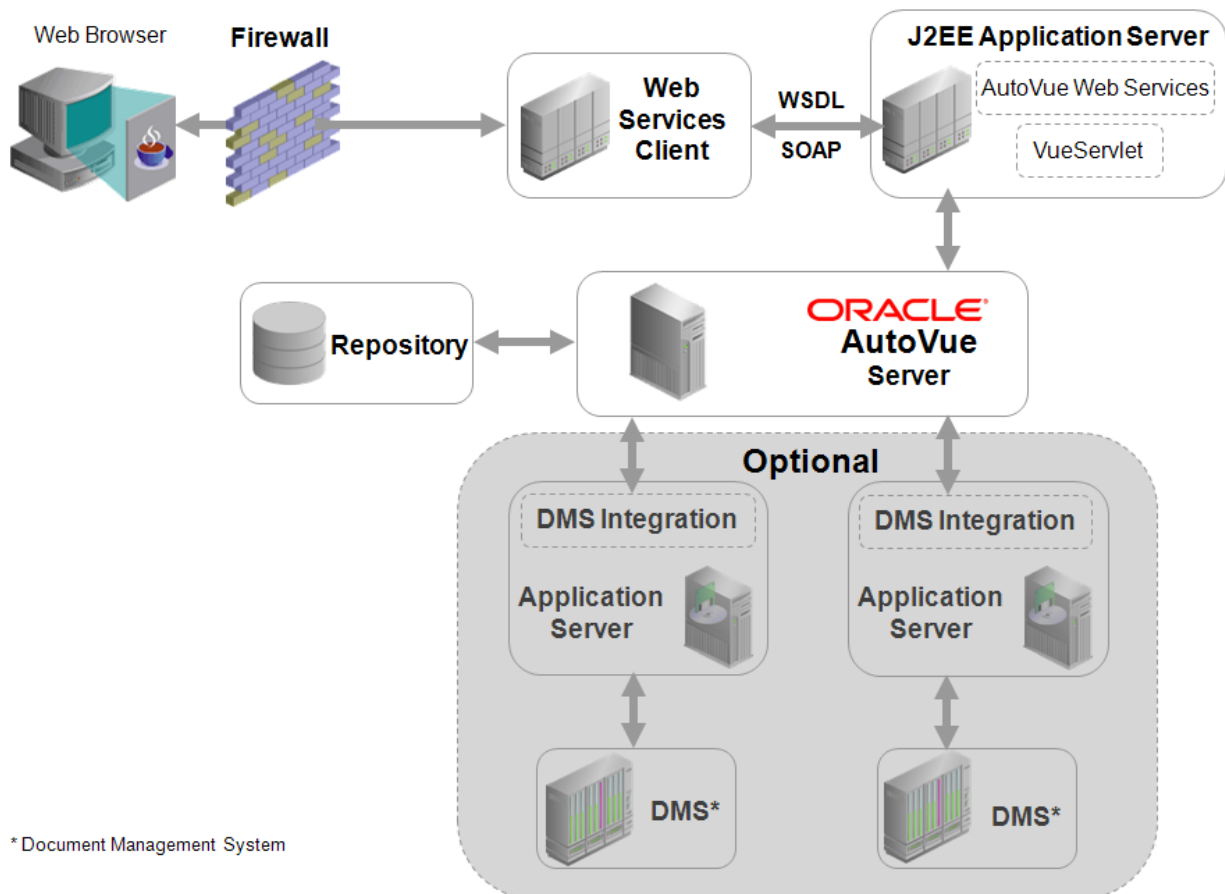 Web Browser
Firewall
J2EE Application Server
AutoVue Web Services
VueServlet
Web
Services
Client
WSDL
SOAP
Repository
ORACLE®
AutoVue
Server
Optional
DMS Integration
Application
Server
DMS*
DMS Integration
Application
Server
DMS*
* Document Management System